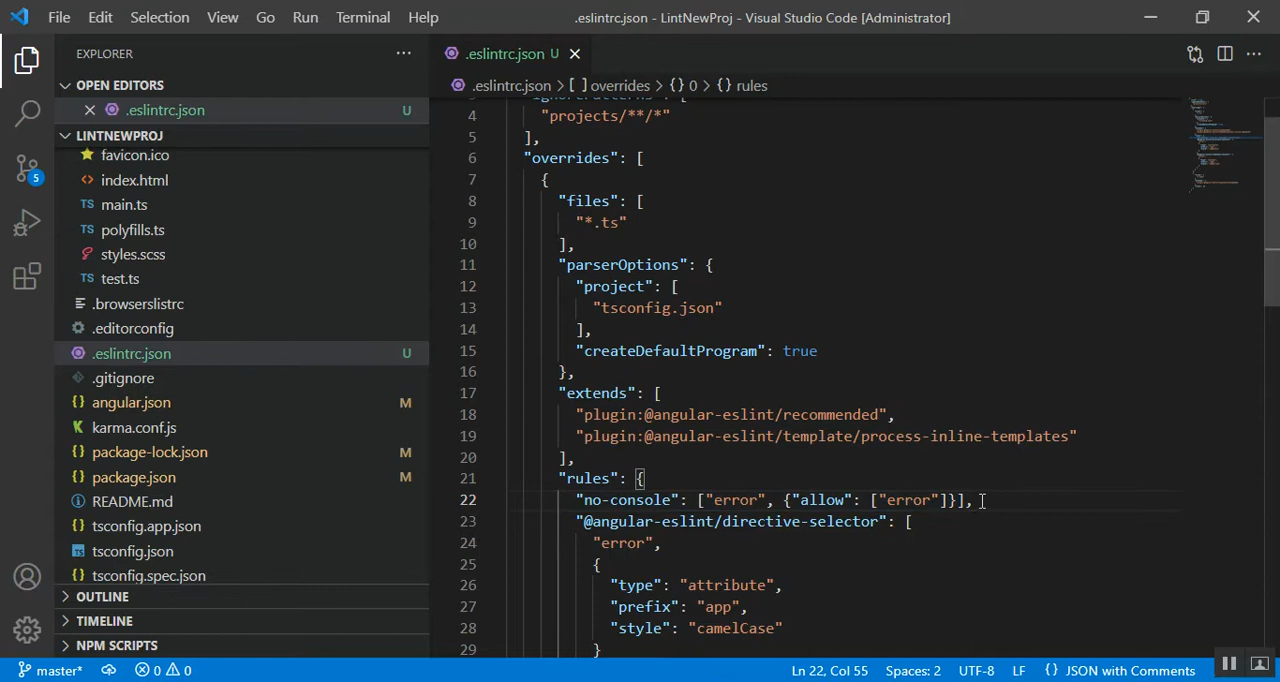 File Edit Selection View Go Run Terminal Help .eslintrc.json - LintNewProj - Visual Studio Code [Administrator]
EXPLORER
OPEN EDITORS
.eslintrc.json U
LINTNEWPROJ
favicon.ico
index.html
TS main.ts
TS polyfills.ts
styles.scss
TS test.ts
.browserslistrc
.editorconfig
.eslintrc.json U
.gitignore
{} angular.json M
karma.conf.js
{} package-lock.json M
{} package.json M
README.md
{} tsconfig.app.json
tsconfig.json
{} tsconfig.spec.json
OUTLINE
TIMELINE
NPM SCRIPTS
5
.eslintrc.json U
.eslintrc.json > [ ] overrides > {} 0 > {} rules
"ignorePatterns": [
4 "projects/**/*"
5 ],
6 "overrides": [
7 {
8 "files": [
9 "*.ts"
10 ],
11 "parserOptions": {
12 "project": [
13 "tsconfig.json"
14 ],
15 "createDefaultProgram": true
16 },
17 "extends": [
18 "plugin:@angular-eslint/recommended",
19 "plugin:@angular-eslint/template/process-inline-templates"
20 ],
21 "rules": {
22 "no-console": ["error", {"allow": ["error"]}],
23 "@angular-eslint/directive-selector": [
24 "error",
25 {
26 "type": "attribute",
27 "prefix": "app",
28 "style": "camelCase"
29 }
master* 0 0 Ln 22, Col 55 Spaces: 2 UTF-8 LF {} JSON with Comments